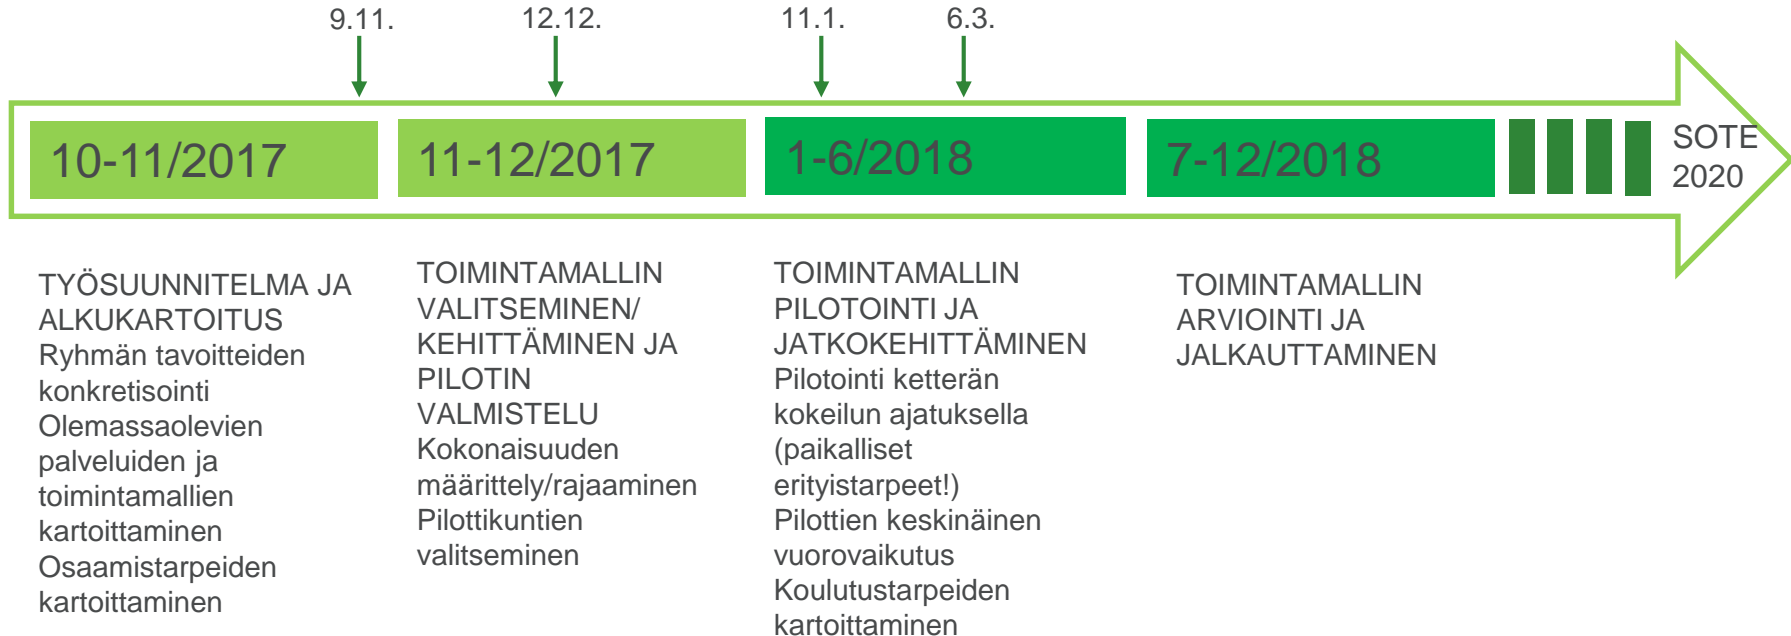 9.11.
12.12.
11.1.
6.3.
10-11/2017
11-12/2017
1-6/2018
7-12/2018
SOTE
2020
TYÖSUUNNITELMA JA
ALKUKARTOITUS
Ryhmän tavoitteiden
konkretisointi
Olemassaolevien
palveluiden ja
toimintamallien
kartoittaminen
Osaamistarpeiden
kartoittaminen
TOIMINTAMALLIN
VALITSEMINEN/
KEHITTÄMINEN JA
PILOTIN
VALMISTELU
Kokonaisuuden
määrittely/rajaaminen
Pilottikuntien
valitseminen
TOIMINTAMALLIN
PILOTOINTI JA
JATKOKEHITTÄMINEN
Pilotointi ketterän
kokeilun ajatuksella
(paikalliset
erityistarpeet!)
Pilottien keskinäinen
vuorovaikutus
Koulutustarpeiden
kartoittaminen
TOIMINTAMALLIN
ARVIOINTI JA
JALKAUTTAMINEN